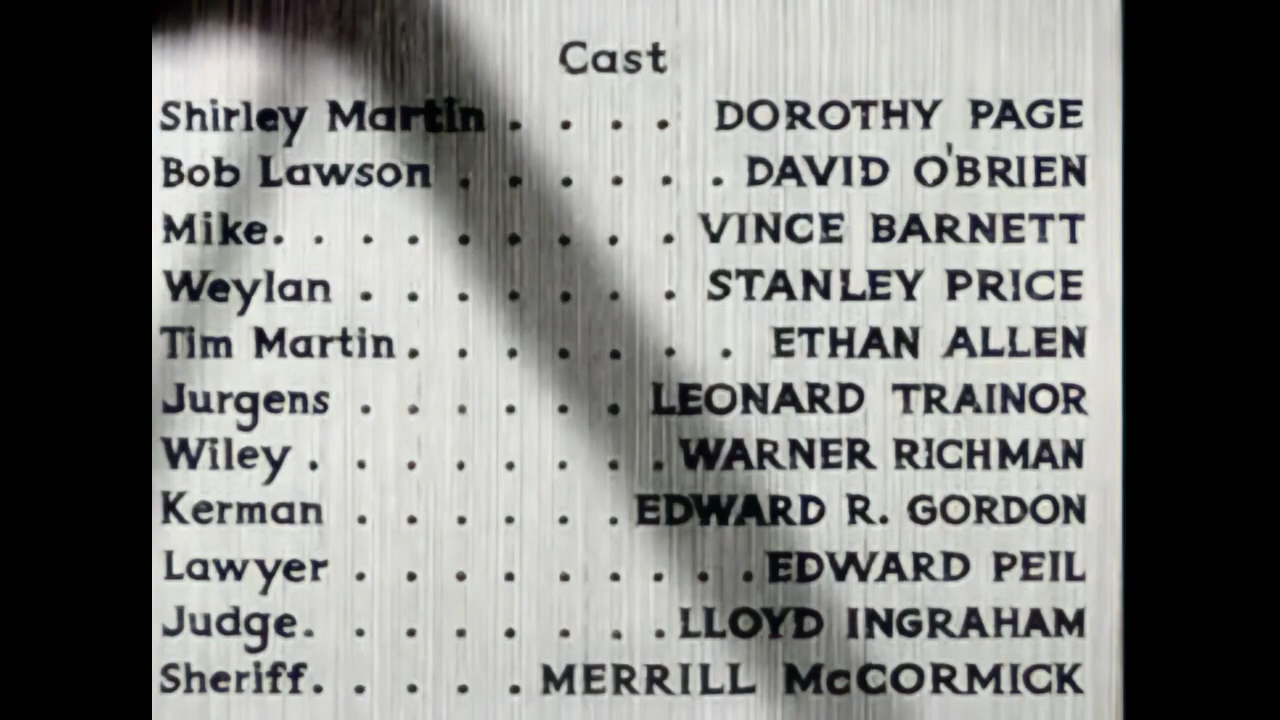 Cast
Shirley Martin . . . . DOROTHY PAGE
Bob Lawson . . . . . . DAVID O'BRIEN
Mike. . . . . . . . . VINCE BARNETT
Weylan . . . . . . . STANLEY PRICE
Tim Martin. . . . . . . ETHAN ALLEN
Jurgens . . . . . . LEONARD TRAINOR
Wiley . . . . . . . . WARNER RICHMAN
Kerman . . . . . . EDWARD R. GORDON
Lawyer . . . . . . . . . EDWARD PEIL
Judge. . . . . . . . LLOYD INGRAHAM
Sheriff. . . . . MERRILL McCORMICK